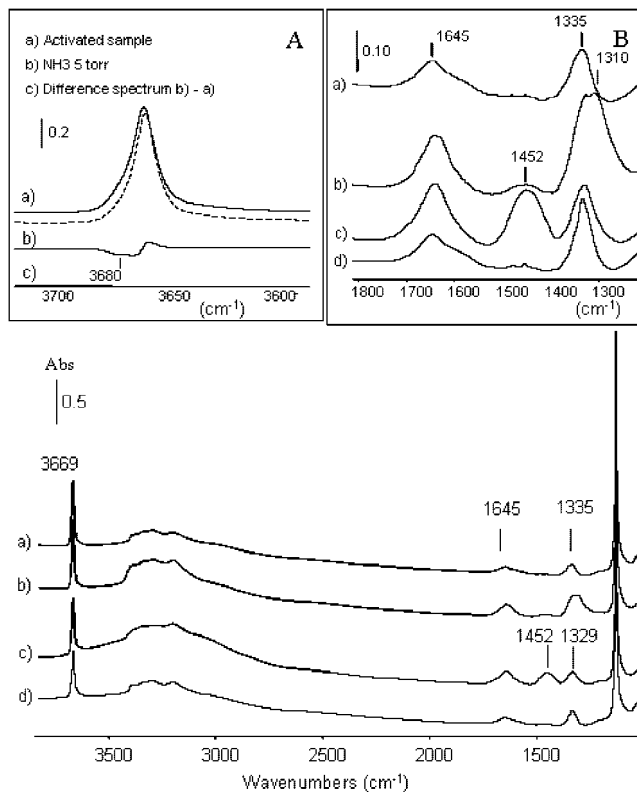 a) Activated sample
A
b) NH3 5 torr
c) Difference spectrum b) - a)
0.2
a)
b)
3680
c)
3700 3650 3600
(cm-1)
1335
B
0.10
1645
1310
a)
1452
b)
c)
d)
1800 1700 1600 1500 1400 1300
(cm-1)
Abs
0.5
3669
1645 1335
a)
b)
1452 1329
c)
d)
3500 3000 2500 2000 1500
Wavenumbers (cm-1)